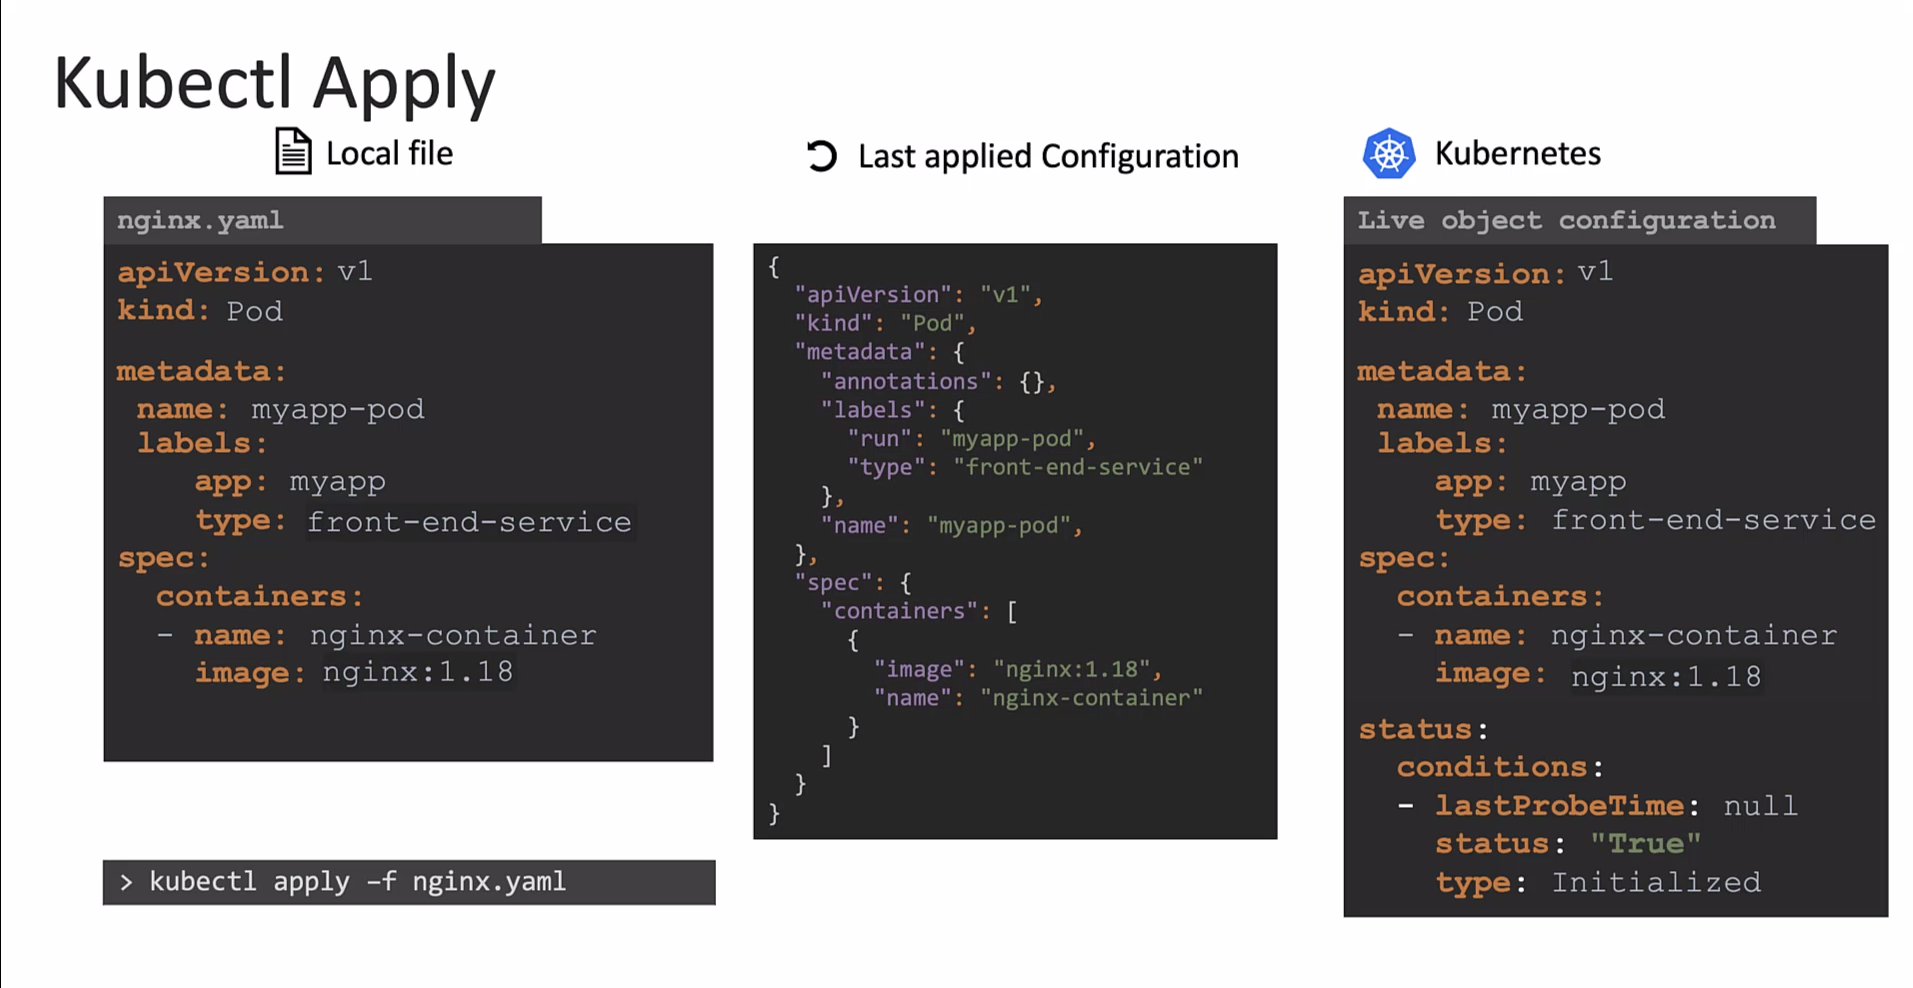 Kubectl Apply
Local file
nginx.yaml
apiVersion: v1
kind: Pod
metadata:
name: myapp-pod
labels:
app: myapp
type: front-end-service
spec:
containers:
- name: nginx-container
image: nginx:1.18
> kubectl apply –f nginx.yaml
Last applied Configuration
{
"apiVersion": "v1",
"kind": "Pod",
"metadata": {
"annotations": {},
"labels": {
"run": "myapp-pod",
"type": "front-end-service"
},
"name": "myapp-pod",
},
"spec": {
"containers": [
{
"image": "nginx:1.18",
"name": "nginx-container"
}
]
}
}
Kubernetes
Live object configuration
apiVersion: v1
kind: Pod
metadata:
name: myapp-pod
labels:
app: myapp
type: front-end-service
spec:
containers:
- name: nginx-container
image: nginx:1.18
status:
conditions:
- lastProbeTime: null
status: "True"
type: Initialized